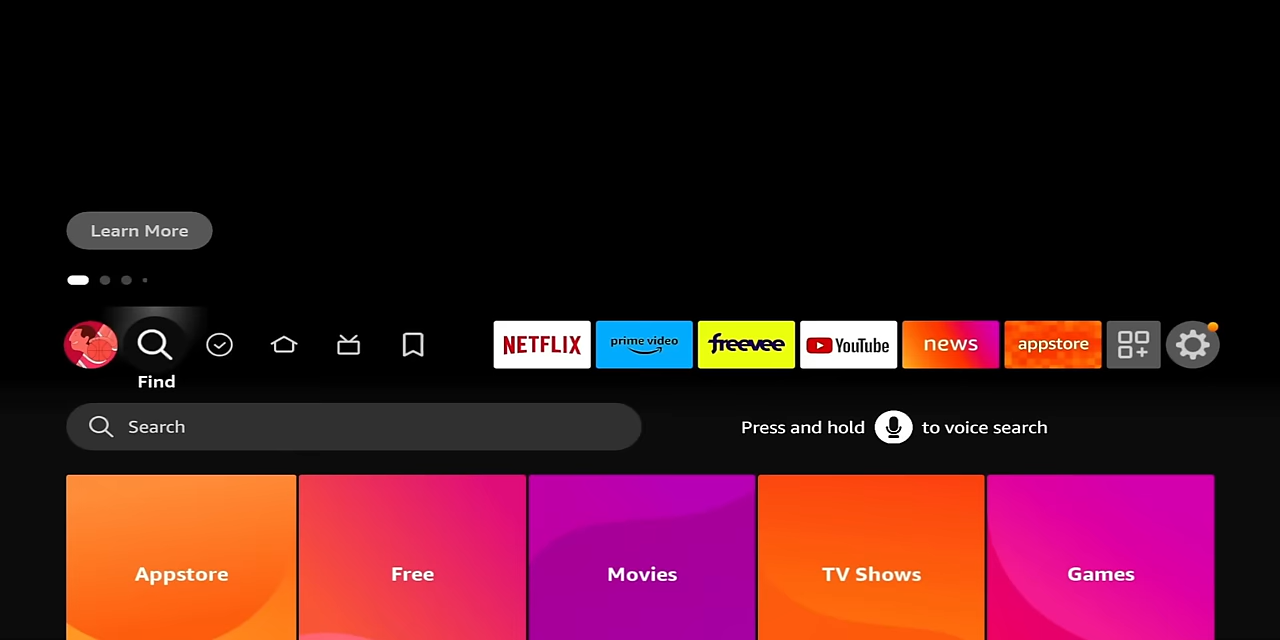 Learn More
NETFLIX
prime video
freevee
YouTube
news
appstore
Find
Search
Press and hold to voice search
Appstore
Free
Movies
TV Shows
Games